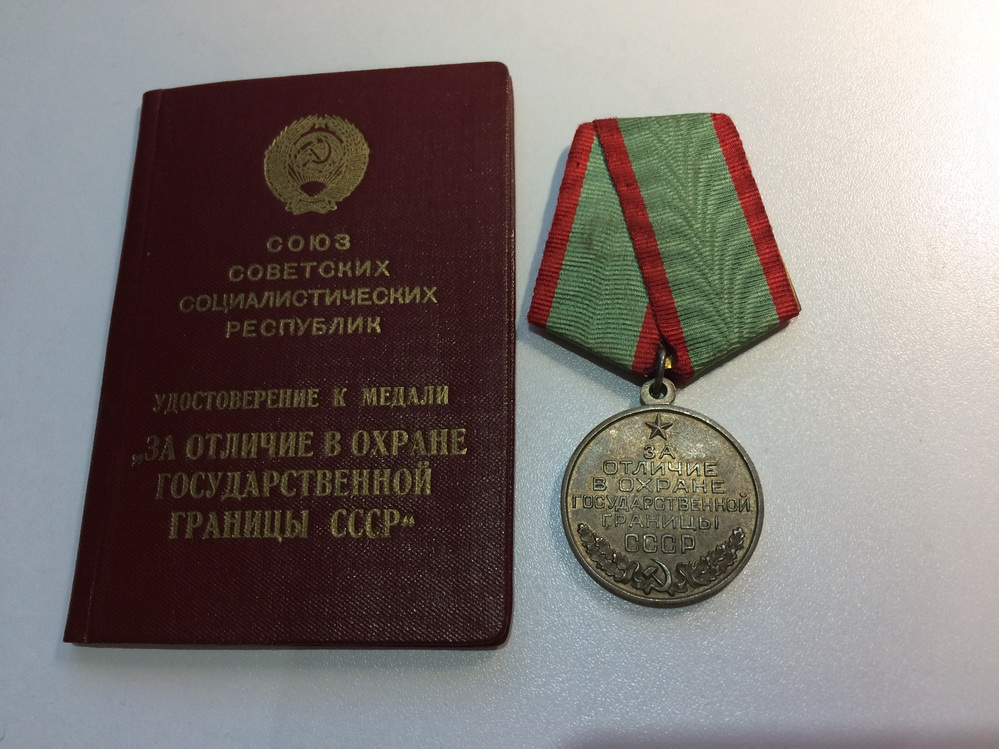 СОЮЗ
СОВЕТСКИХ
СОЦИАЛИСТИЧЕСКИХ
РЕСПУБЛИК
УДОСТОВЕРЕНИЕ К МЕДАЛИ
„ЗА ОТЛИЧИЕ В ОХРАНЕ
ГОСУДАРСТВЕННОЙ
ГРАНИЦЫ СССР“
ЗА
ОТЛИЧИЕ
В ОХРАНЕ
ГОСУДАРСТВЕННОЙ
ГРАНИЦЫ
СССР